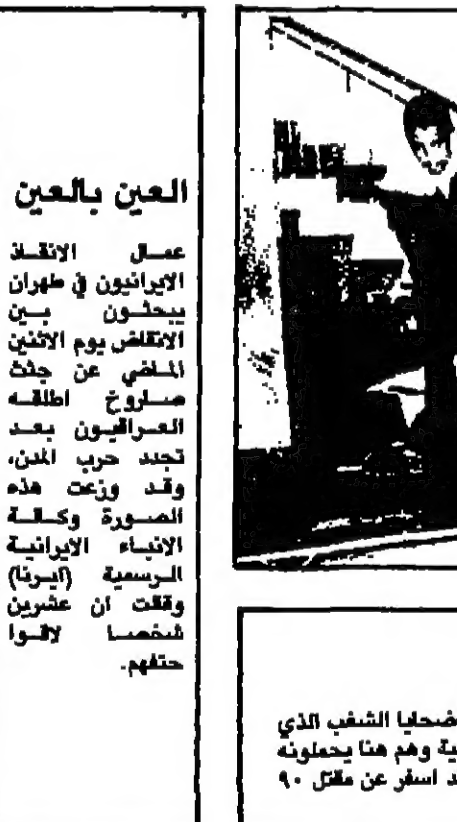 العين بالعين
عمال الانقاذ
الايرانيون في طهران
يبحثون بين
الانقاض يوم الاثنين
الماضي عن جثث
صاروخ اطلقه
العراقيون بعد
تجدد حرب المدن،
وقد وزعت هذه
الصورة وكالة
الانباء الايرانية
الرسمية (ايرنا)
وقالت ان عشرين
شخصا لاقوا
حتفهم.
ضحايا الشغب الذي
ية وهم هنا يحملونه
د اسفر عن مقتل ٩٠